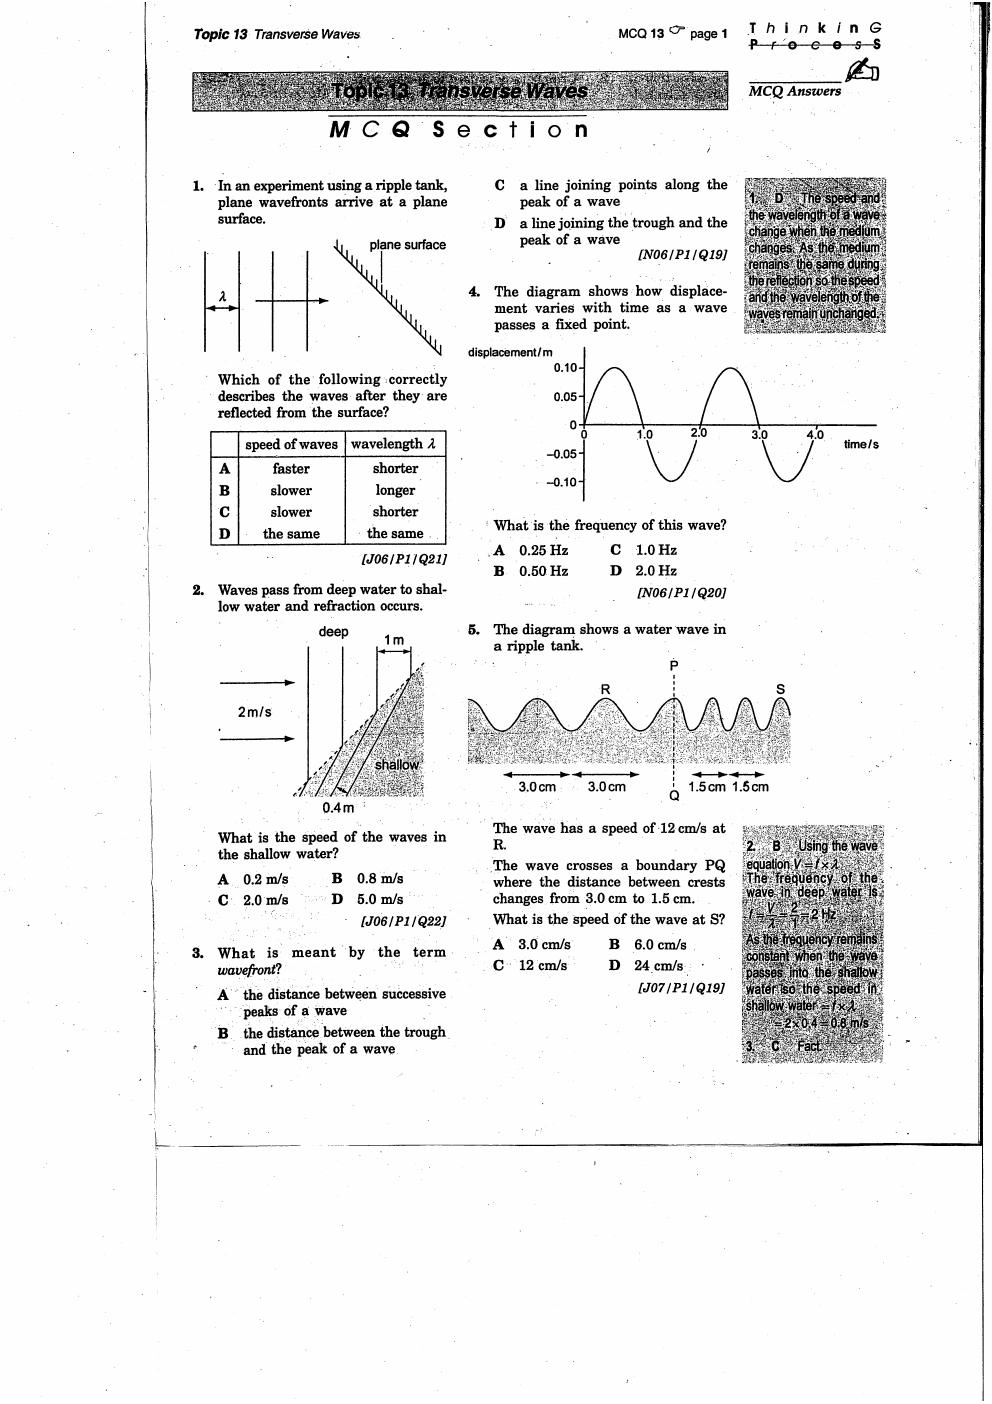 Topic 13 Transverse Waves
MCQ 13 ☞ page 1
ThinkinG
ProcesS
MCQ Answers
Topic 13 Transverse Waves
MCQ Section
1. In an experiment using a ripple tank,
plane wavefronts arrive at a plane
surface.
plane surface
λ
Which of the following correctly
describes the waves after they are
reflected from the surface?
speed of waves wavelength λ
A faster shorter
B slower longer
C slower shorter
D the same the same
[J06/P1/Q21]
2. Waves pass from deep water to shal-
low water and refraction occurs.
deep
1 m
2 m/s
shallow
0.4 m
What is the speed of the waves in
the shallow water?
A 0.2 m/s B 0.8 m/s
C 2.0 m/s D 5.0 m/s
[J06/P1/Q22]
3. What is meant by the term
wavefront?
A the distance between successive
peaks of a wave
B the distance between the trough
and the peak of a wave
C a line joining points along the
peak of a wave
D a line joining the trough and the
peak of a wave
[N06/P1/Q19]
4. The diagram shows how displace-
ment varies with time as a wave
passes a fixed point.
displacement/m
0.10
0.05
0
–0.05
–0.10
0 1.0 2.0 3.0 4.0
time/s
What is the frequency of this wave?
A 0.25 Hz C 1.0 Hz
B 0.50 Hz D 2.0 Hz
[N06/P1/Q20]
5. The diagram shows a water wave in
a ripple tank.
P
R S
3.0 cm 3.0 cm 1.5 cm 1.5 cm
Q
The wave has a speed of 12 cm/s at
R.
The wave crosses a boundary PQ
where the distance between crests
changes from 3.0 cm to 1.5 cm.
What is the speed of the wave at S?
A 3.0 cm/s B 6.0 cm/s
C 12 cm/s D 24 cm/s
[J07/P1/Q19]
1. D The speed and
the wavelength of a wave
change when the medium
changes. As the medium
remains the same during
the reflection so the speed
and the wavelength of the
waves remain unchanged.
2. B Using the wave
equation V = f × λ
The frequency of the
wave in deep water is
f = V/λ = 2/1 = 2 Hz
As the frequency remains
constant when the wave
passes into the shallow
water so the speed in
shallow water = f × λ
= 2 × 0.4 = 0.8 m/s
3. C Fact